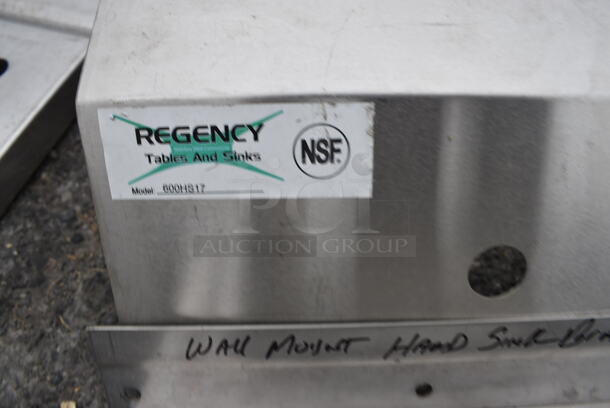 REGENCY
Tables And Sinks
NSF.
Model: 600HS17
PCI
AUCTION GROUP
WALL MOUNT HAND SINK